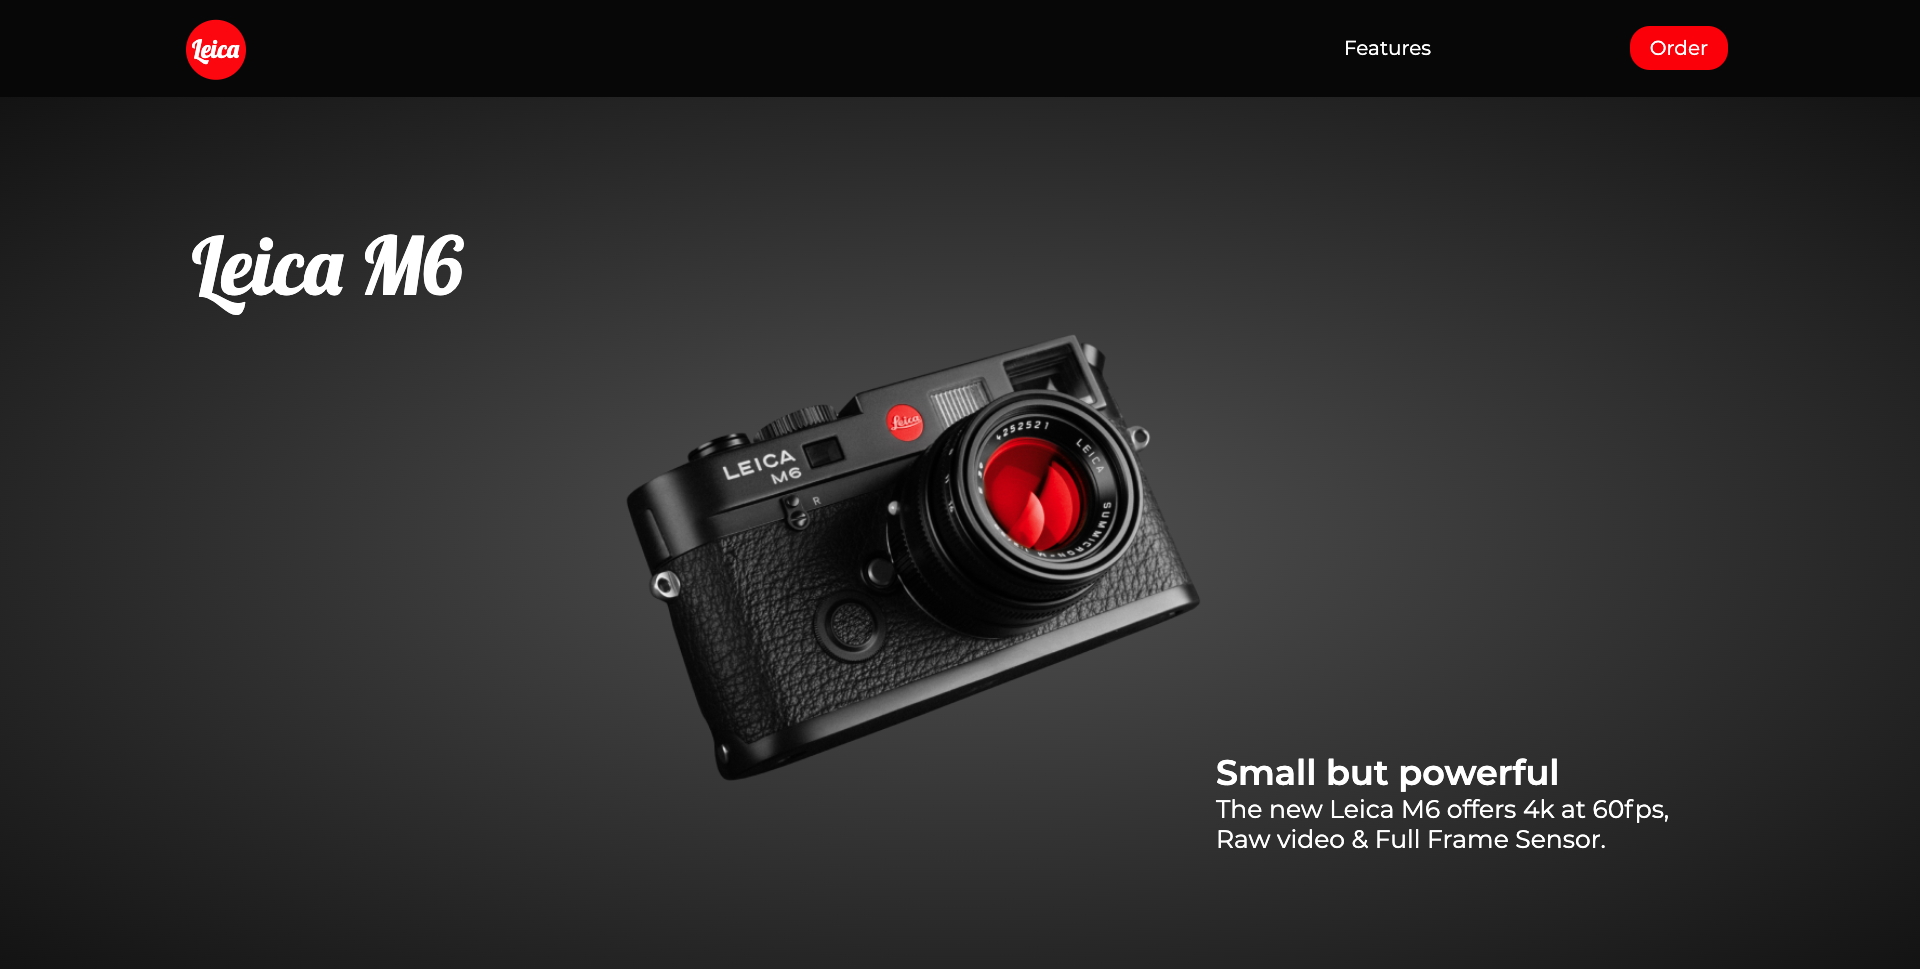 Leica
Features
Order
Leica M6
Leica
LEICA
M6
R
4252521
LEICA
SUMMICRON-M
Small but powerful
The new Leica M6 offers 4k at 60fps,
Raw video & Full Frame Sensor.